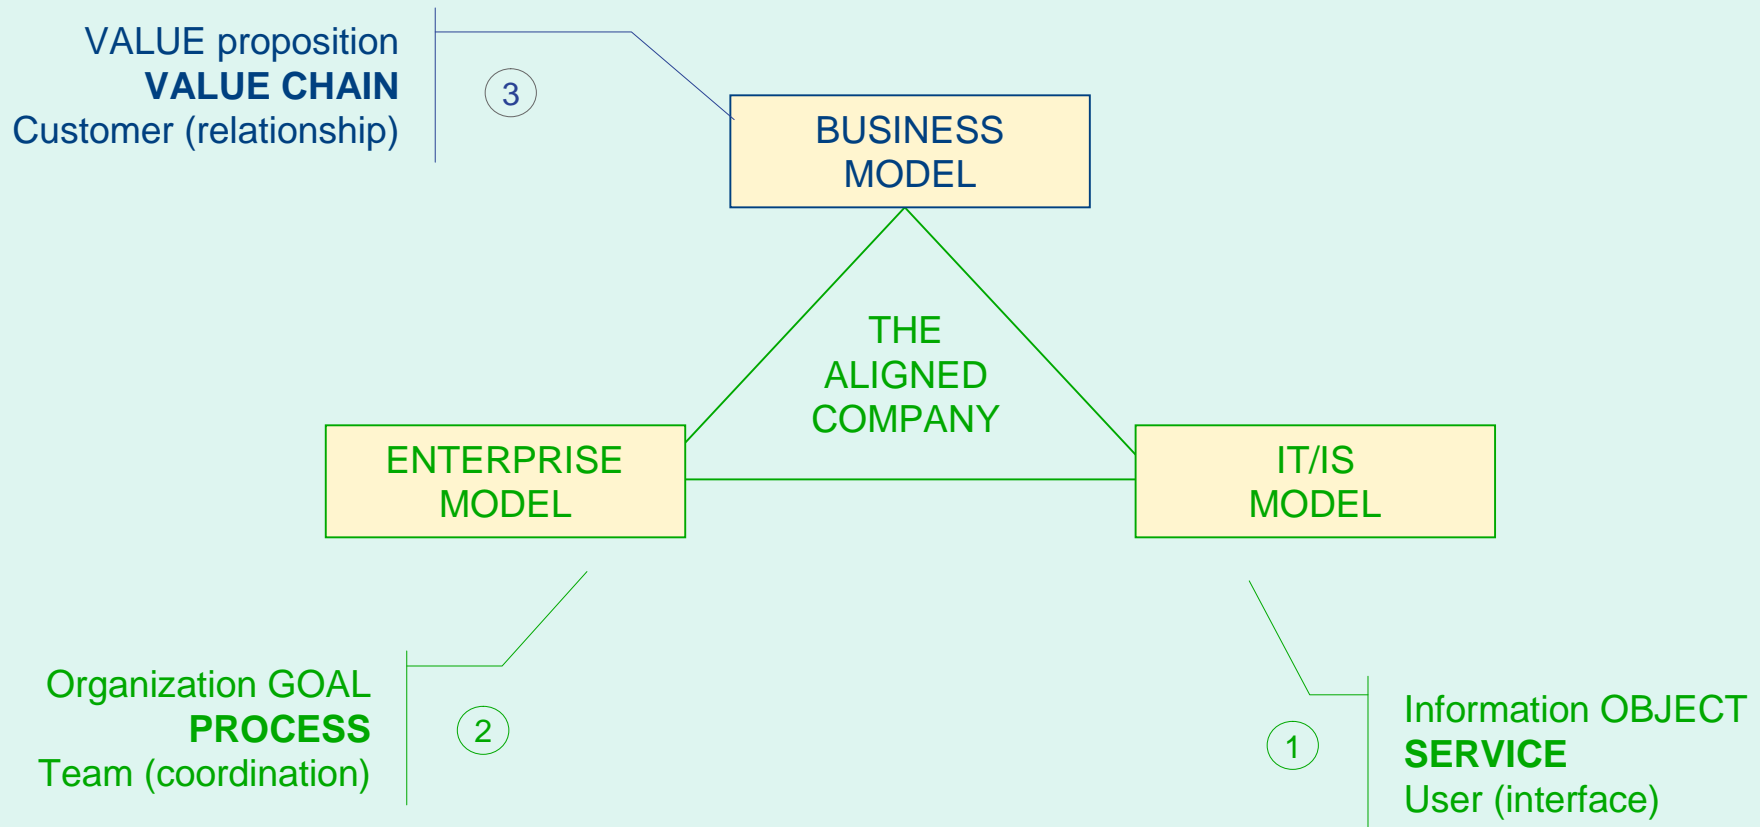 VALUE proposition
VALUE CHAIN
Customer (relationship)
3
BUSINESS
MODEL
THE
ALIGNED
COMPANY
ENTERPRISE
MODEL
IT/IS
MODEL
Organization GOAL
PROCESS
Team (coordination)
2
1
Information OBJECT
SERVICE
User (interface)